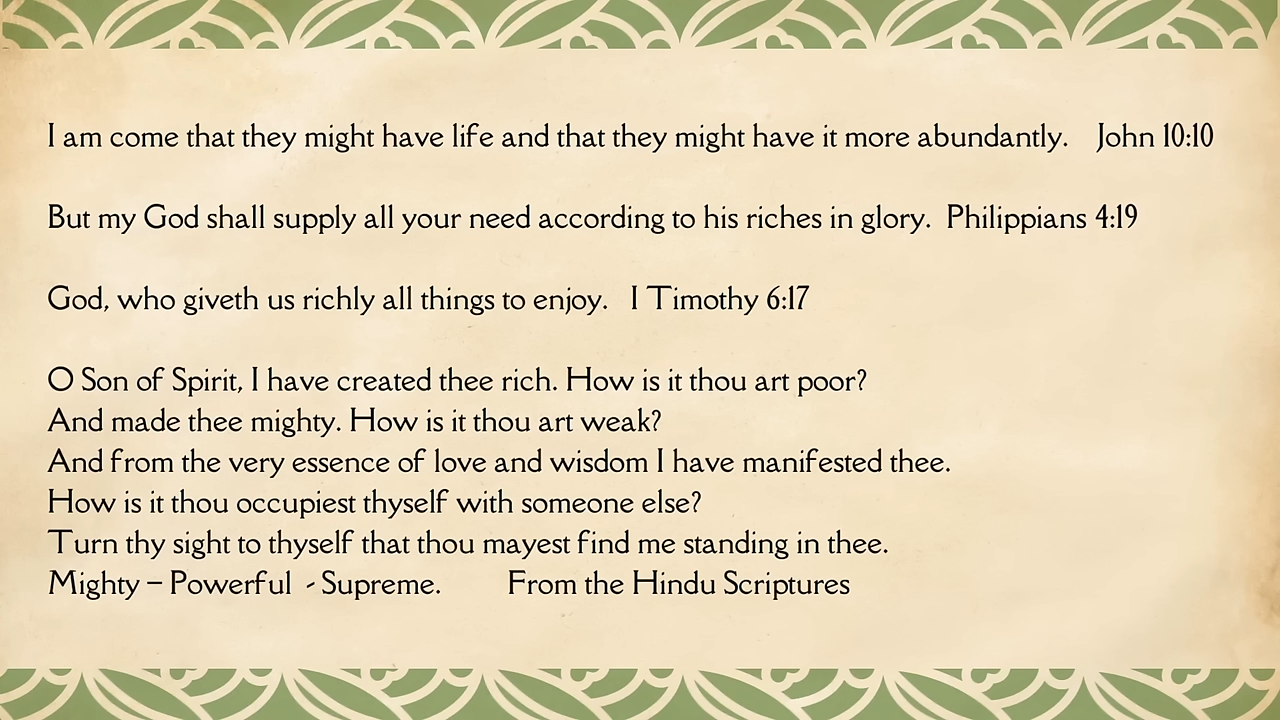 I am come that they might have life and that they might have it more abundantly. John 10:10
But my God shall supply all your need according to his riches in glory. Philippians 4:19
God, who giveth us richly all things to enjoy. I Timothy 6:17
O Son of Spirit, I have created thee rich. How is it thou art poor?
And made thee mighty. How is it thou art weak?
And from the very essence of love and wisdom I have manifested thee.
How is it thou occupiest thyself with someone else?
Turn thy sight to thyself that thou mayest find me standing in thee.
Mighty – Powerful - Supreme. From the Hindu Scriptures